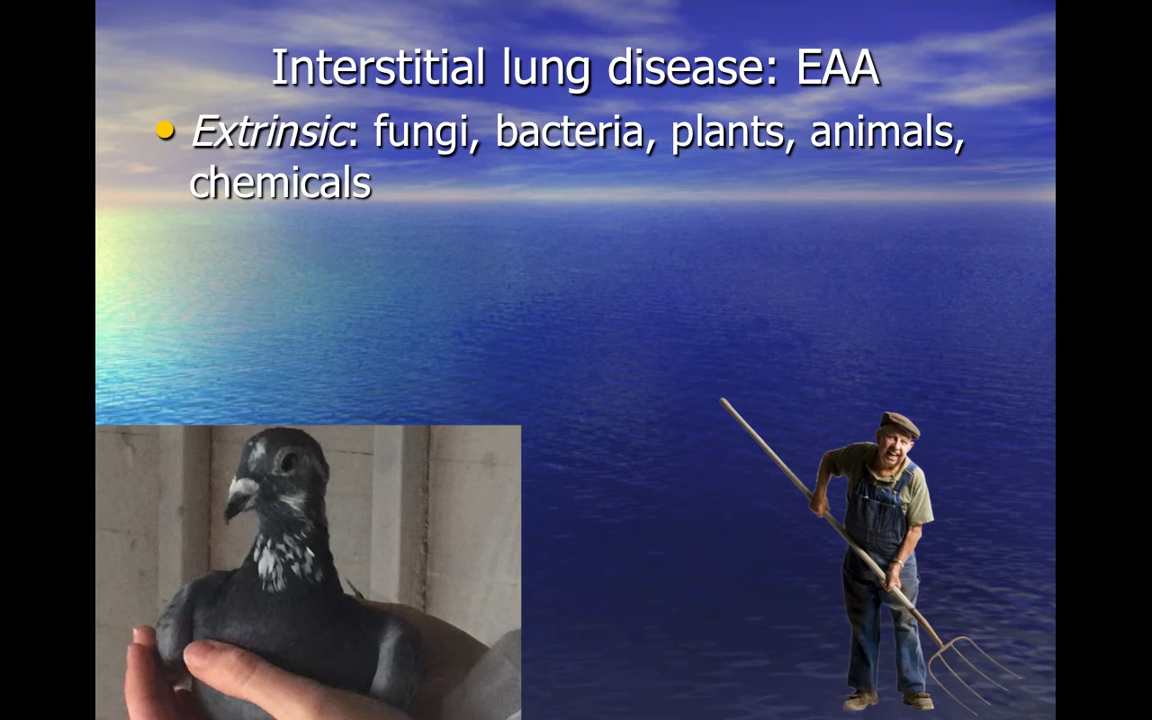 Interstitial lung disease: EAA
Extrinsic: fungi, bacteria, plants, animals,
chemicals